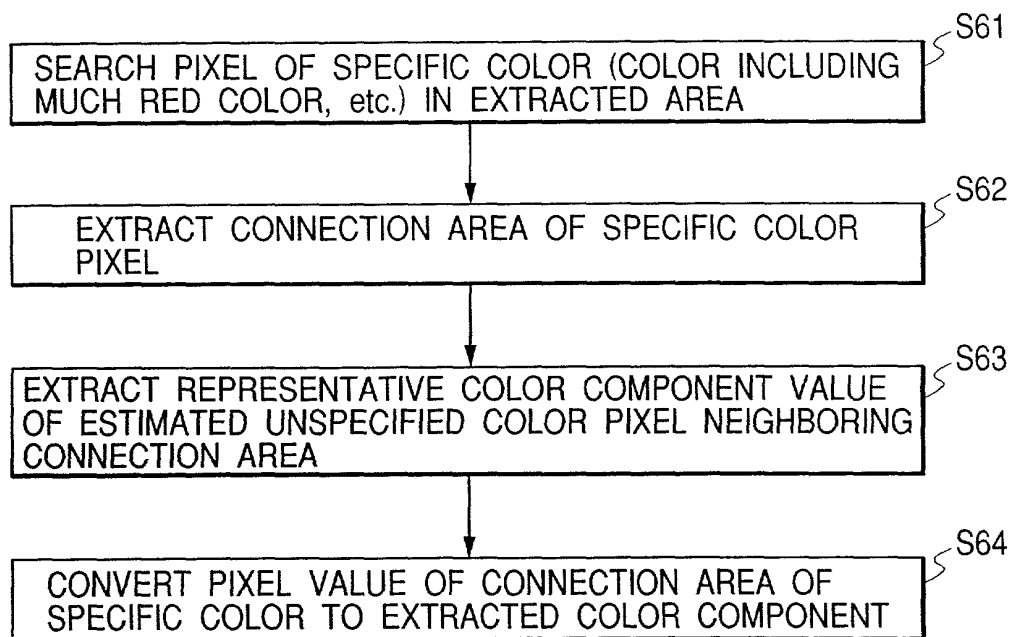 S61
SEARCH PIXEL OF SPECIFIC COLOR (COLOR INCLUDING
MUCH RED COLOR, etc.) IN EXTRACTED AREA
S62
EXTRACT CONNECTION AREA OF SPECIFIC COLOR
PIXEL
S63
EXTRACT REPRESENTATIVE COLOR COMPONENT VALUE
OF ESTIMATED UNSPECIFIED COLOR PIXEL NEIGHBORING
CONNECTION AREA
S64
CONVERT PIXEL VALUE OF CONNECTION AREA OF
SPECIFIC COLOR TO EXTRACTED COLOR COMPONENT